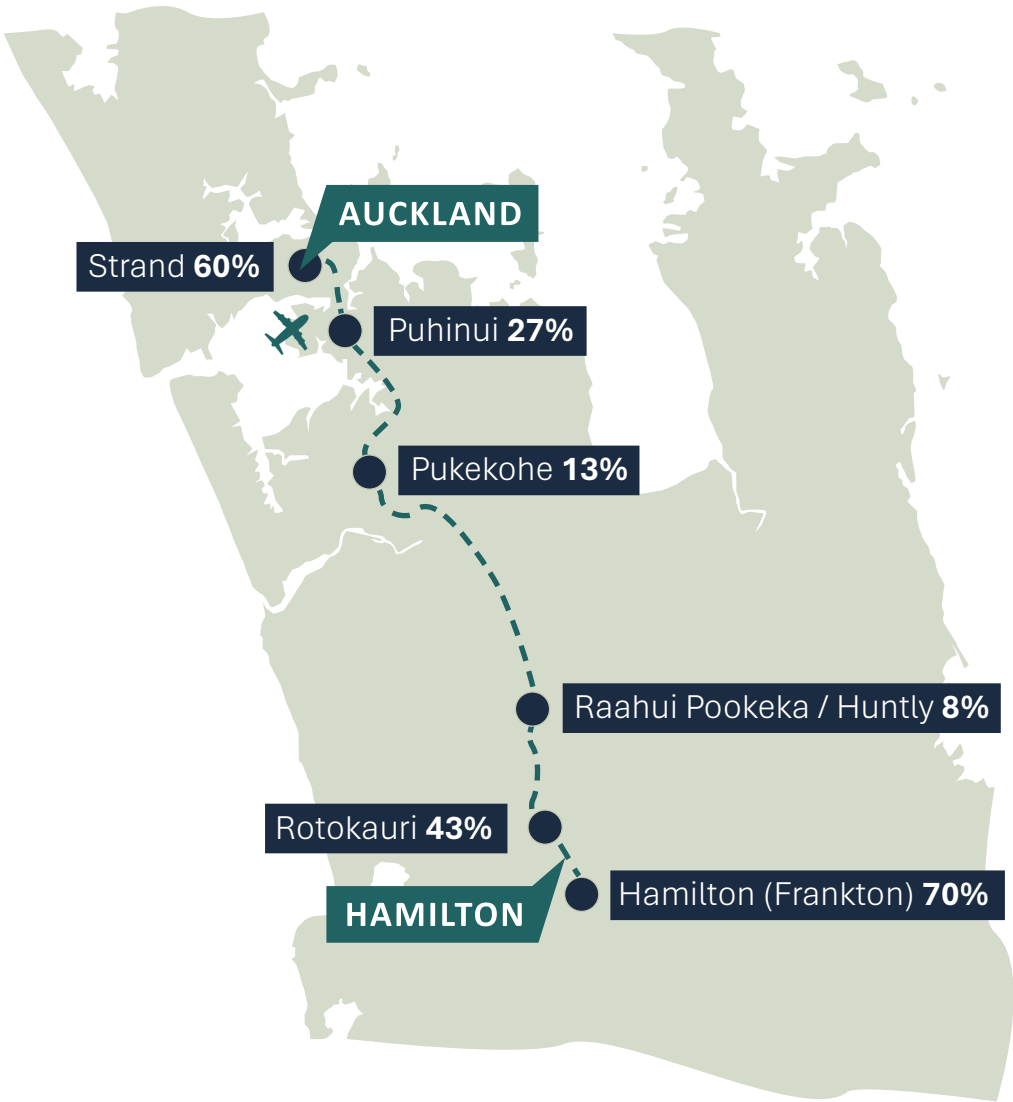 AUCKLAND
Strand 60%
Puhinui 27%
Pukekohe 13%
Raahui Pookeka / Huntly 8%
Rotokauri 43%
Hamilton (Frankton) 70%
HAMILTON